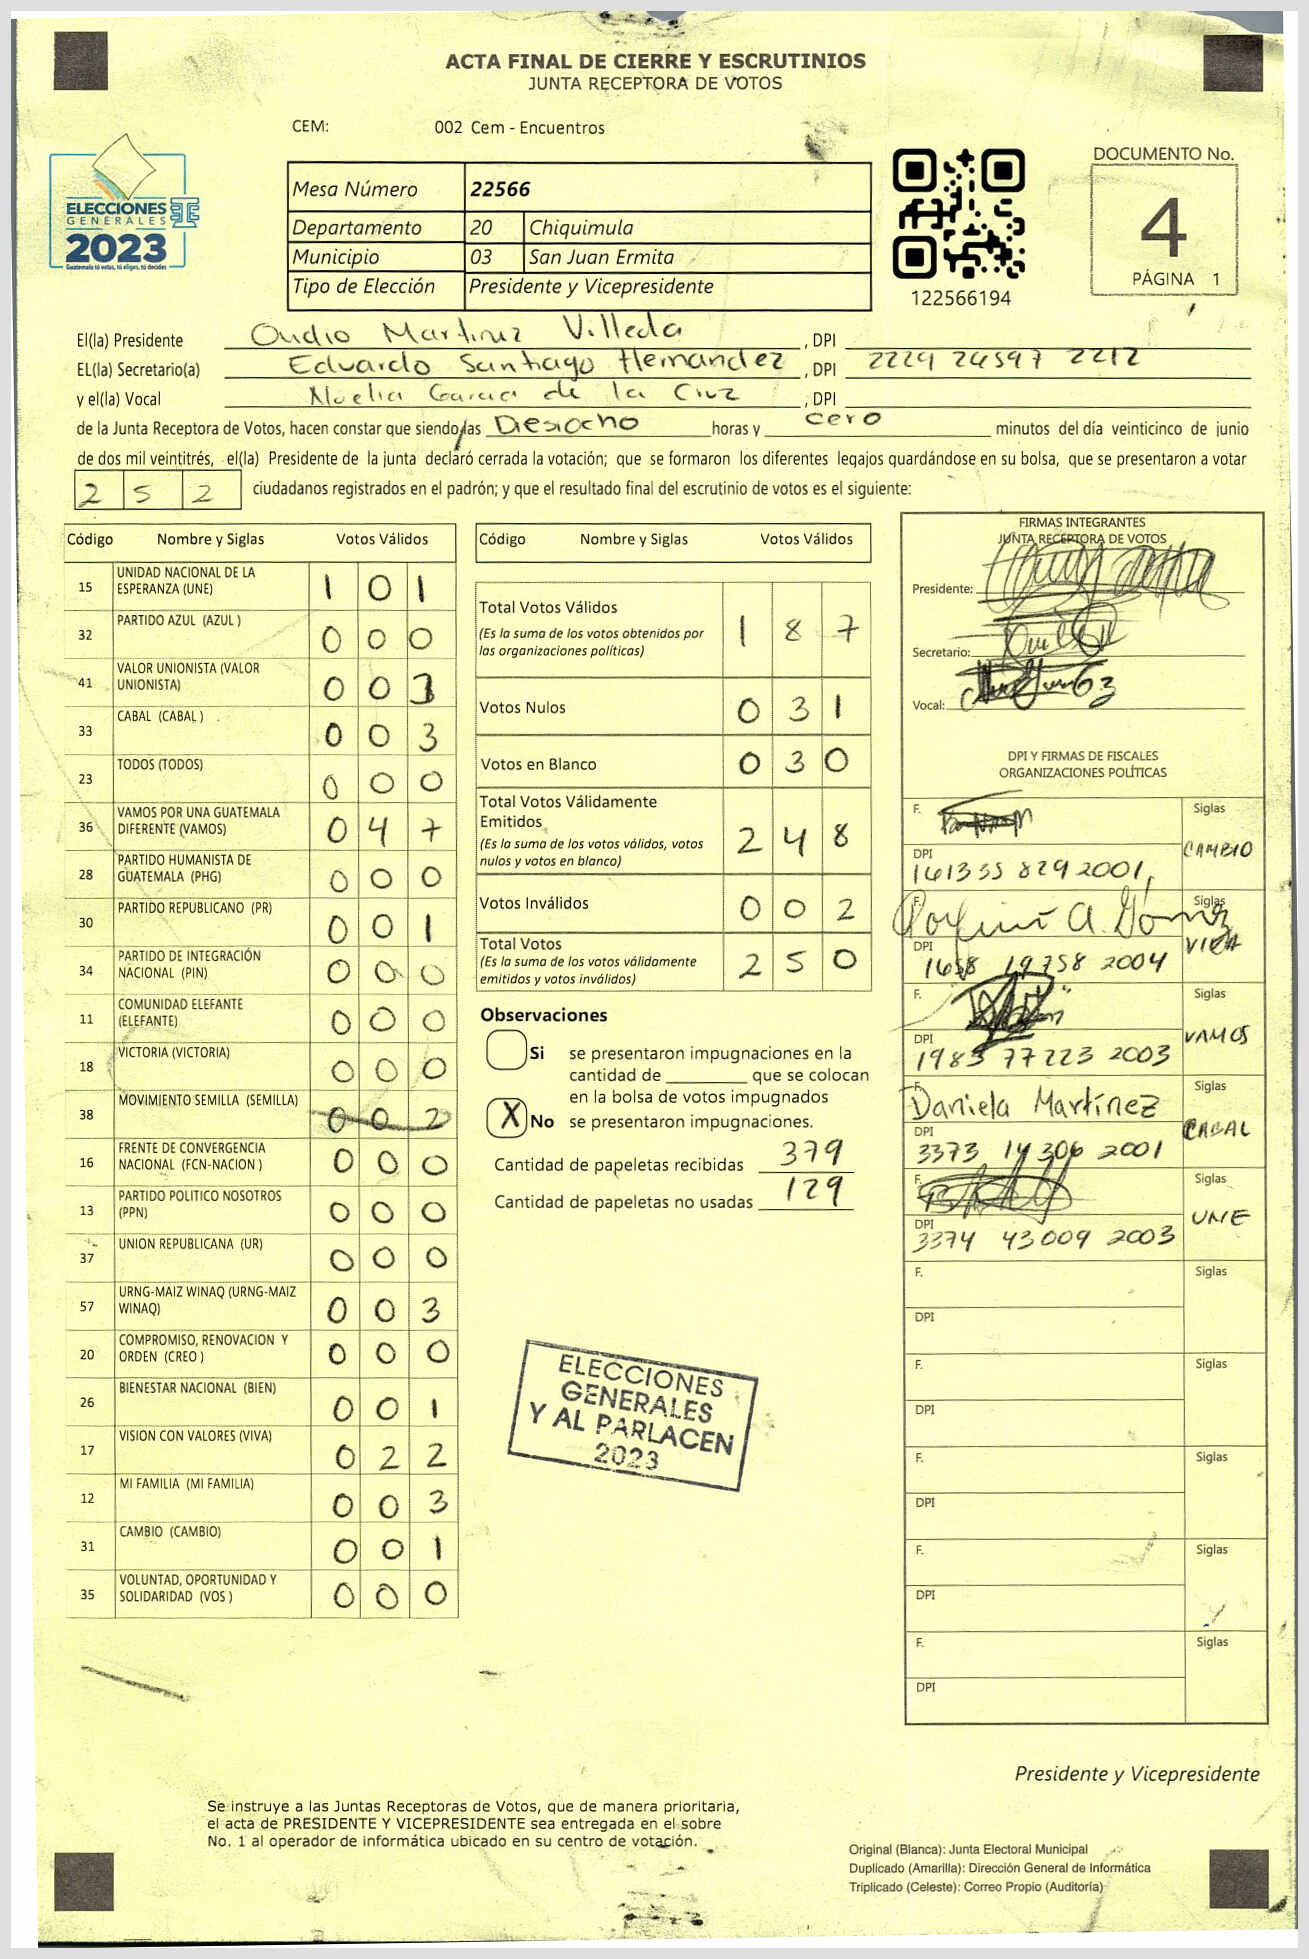 ACTA FINAL DE CIERRE Y ESCRUTINIOS
JUNTA RECEPTORA DE VOTOS
CEM: 002 Cem - Encuentros
ELECCIONES
GENERALES
2023
Guatemala tú votas, tú eliges, tú decides
Mesa Número 22566
Departamento 20 Chiquimula
Municipio 03 San Juan Ermita
Tipo de Elección Presidente y Vicepresidente
122566194
DOCUMENTO No.
4
PÁGINA 1
El(la) Presidente Ondio Martinez Villeda , DPI
EL(la) Secretario(a) Eduardo Santiago Hernandez , DPI 2229 24597 2212
y el(la) Vocal Noelia Garcia de la Cruz , DPI
de la Junta Receptora de Votos, hacen constar que siendo las Desiocho horas y cero minutos del día veinticinco de junio
de dos mil veintitrés, el(la) Presidente de la junta declaró cerrada la votación; que se formaron los diferentes legajos quardándose en su bolsa, que se presentaron a votar
2 5 2 ciudadanos registrados en el padrón; y que el resultado final del escrutinio de votos es el siguiente:
Código Nombre y Siglas Votos Válidos
15 UNIDAD NACIONAL DE LA ESPERANZA (UNE) 1 0 1
32 PARTIDO AZUL (AZUL ) 0 0 0
41 VALOR UNIONISTA (VALOR UNIONISTA) 0 0 3
33 CABAL (CABAL ) 0 0 3
23 TODOS (TODOS) 0 0 0
36 VAMOS POR UNA GUATEMALA DIFERENTE (VAMOS) 0 4 7
28 PARTIDO HUMANISTA DE GUATEMALA (PHG) 0 0 0
30 PARTIDO REPUBLICANO (PR) 0 0 1
34 PARTIDO DE INTEGRACIÓN NACIONAL (PIN) 0 0 0
11 COMUNIDAD ELEFANTE (ELEFANTE) 0 0 0
18 VICTORIA (VICTORIA) 0 0 0
38 MOVIMIENTO SEMILLA (SEMILLA) 0 0 2
16 FRENTE DE CONVERGENCIA NACIONAL (FCN-NACION ) 0 0 0
13 PARTIDO POLITICO NOSOTROS (PPN) 0 0 0
37 UNION REPUBLICANA (UR) 0 0 0
57 URNG-MAIZ WINAQ (URNG-MAIZ WINAQ) 0 0 3
20 COMPROMISO, RENOVACION Y ORDEN (CREO ) 0 0 0
26 BIENESTAR NACIONAL (BIEN) 0 0 1
17 VISION CON VALORES (VIVA) 0 2 2
12 MI FAMILIA (MI FAMILIA) 0 0 3
31 CAMBIO (CAMBIO) 0 0 1
35 VOLUNTAD, OPORTUNIDAD Y SOLIDARIDAD (VOS ) 0 0 0
Código Nombre y Siglas Votos Válidos
Total Votos Válidos 1 8 7
(Es la suma de los votos obtenidos por
las organizaciones políticas)
Votos Nulos 0 3 1
Votos en Blanco 0 3 0
Total Votos Válidamente
Emitidos 2 4 8
(Es la suma de los votos válidos, votos
nulos y votos en blanco)
Votos Inválidos 0 0 2
Total Votos 2 5 0
(Es la suma de los votos válidamente
emitidos y votos inválidos)
Observaciones
Si se presentaron impugnaciones en la
cantidad de que se colocan
en la bolsa de votos impugnados
X No se presentaron impugnaciones.
Cantidad de papeletas recibidas 379
Cantidad de papeletas no usadas 129
ELECCIONES
GENERALES
Y AL PARLACEN
2023
FIRMAS INTEGRANTES
JUNTA RECEPTORA DE VOTOS
Presidente:
Secretario:
Vocal:
DPI Y FIRMAS DE FISCALES
ORGANIZACIONES POLÍTICAS
F. Siglas CAMBIO
DPI 161335 829 2001
F. Porfirio A. Gómez Siglas VIVA
DPI 1658 19758 2004
F. Siglas VAMOS
DPI 1983 77223 2003
F. Daniela Martínez Siglas CABAL
DPI 3373 14 306 2001
F. Siglas UNE
DPI 3374 43009 2003
F. Siglas
DPI
F. Siglas
DPI
F. Siglas
DPI
F. Siglas
DPI
F. Siglas
DPI
Presidente y Vicepresidente
Se instruye a las Juntas Receptoras de Votos, que de manera prioritaria,
el acta de PRESIDENTE Y VICEPRESIDENTE sea entregada en el sobre
No. 1 al operador de informática ubicado en su centro de votación.
Original (Blanca): Junta Electoral Municipal
Duplicado (Amarilla): Dirección General de Informática
Triplicado (Celeste): Correo Propio (Auditoría)